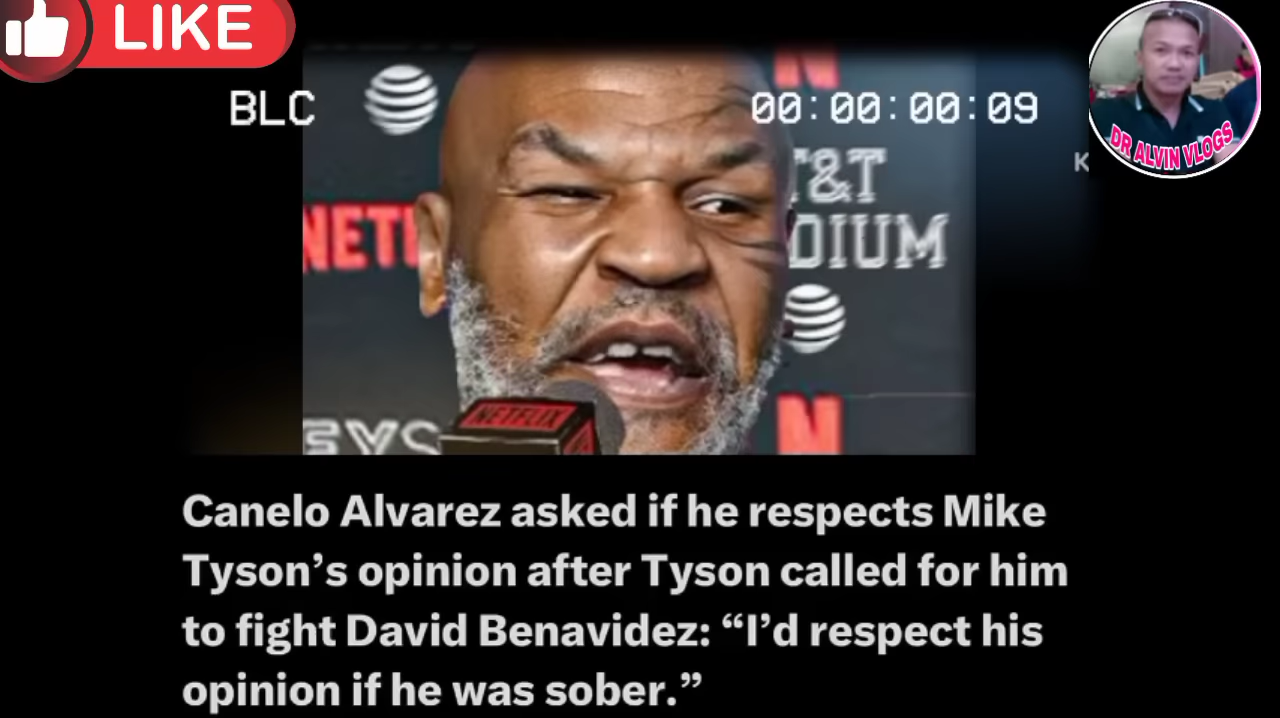 LIKE
BLC
00:00:00:09
K
DR ALVIN VLOGS
T&T
NETF
DIUM
N
EYS
NETFLIX
N
Canelo Alvarez asked if he respects Mike
Tyson’s opinion after Tyson called for him
to fight David Benavidez: “I’d respect his
opinion if he was sober.”